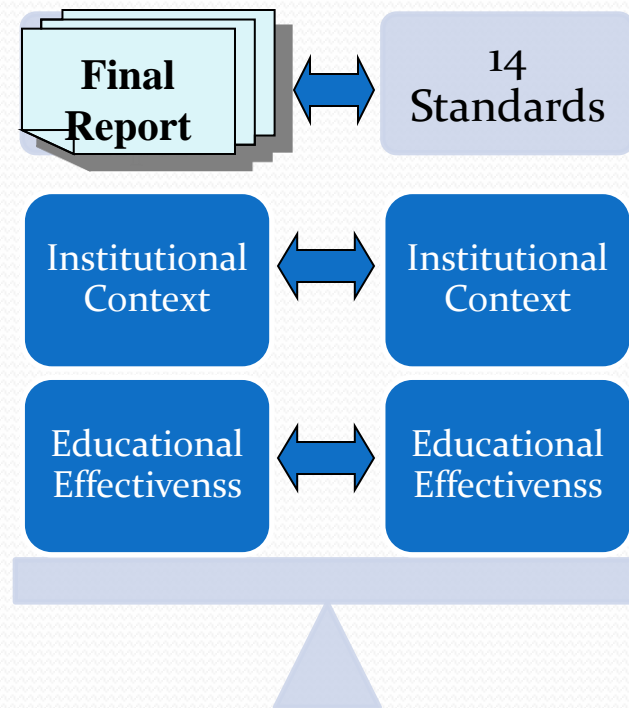 Final
Report
14
Standards
Institutional
Context
Institutional
Context
Educational
Effectivenss
Educational
Effectivenss